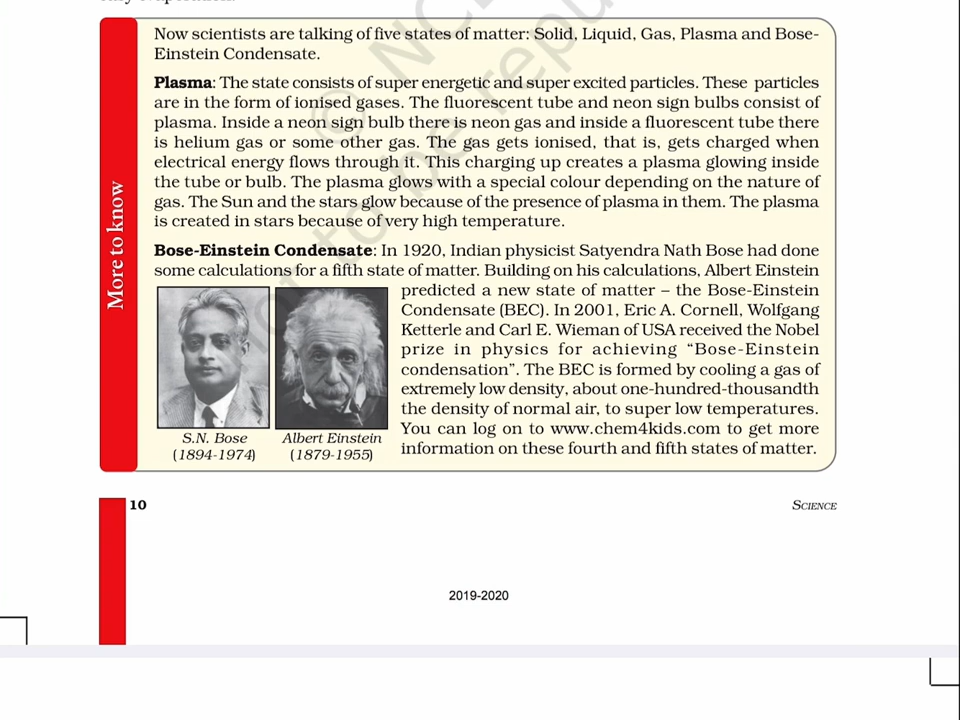 Now scientists are talking of five states of matter: Solid, Liquid, Gas, Plasma and Bose-
Einstein Condensate.
Plasma: The state consists of super energetic and super excited particles. These particles
are in the form of ionised gases. The fluorescent tube and neon sign bulbs consist of
plasma. Inside a neon sign bulb there is neon gas and inside a fluorescent tube there
is helium gas or some other gas. The gas gets ionised, that is, gets charged when
electrical energy flows through it. This charging up creates a plasma glowing inside
the tube or bulb. The plasma glows with a special colour depending on the nature of
gas. The Sun and the stars glow because of the presence of plasma in them. The plasma
is created in stars because of very high temperature.
Bose-Einstein Condensate: In 1920, Indian physicist Satyendra Nath Bose had done
some calculations for a fifth state of matter. Building on his calculations, Albert Einstein
predicted a new state of matter – the Bose-Einstein
Condensate (BEC). In 2001, Eric A. Cornell, Wolfgang
Ketterle and Carl E. Wieman of USA received the Nobel
prize in physics for achieving “Bose-Einstein
condensation”. The BEC is formed by cooling a gas of
extremely low density, about one-hundred-thousandth
the density of normal air, to super low temperatures.
You can log on to www.chem4kids.com to get more
information on these fourth and fifth states of matter.
S.N. Bose
(1894-1974)
Albert Einstein
(1879-1955)
More to know
10
SCIENCE
2019-2020